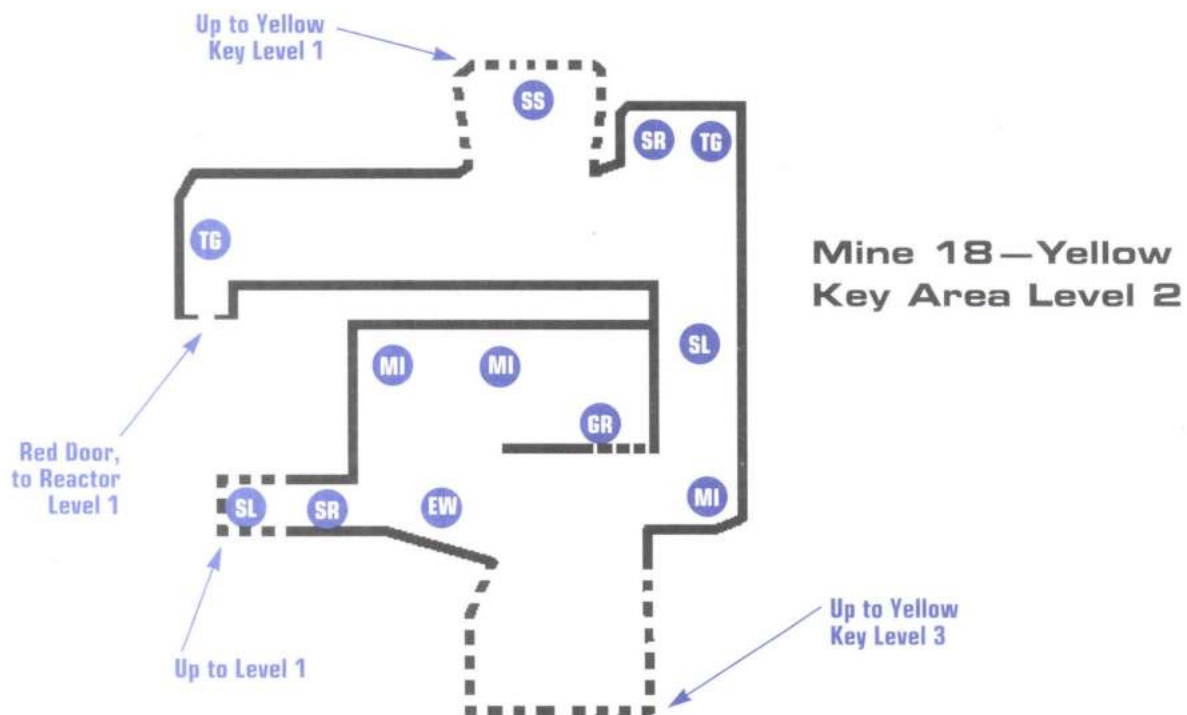 Up to Yellow
Key Level 1
SS
SR
TG
TG
Mine 18—Yellow
Key Area Level 2
SL
MI
MI
GR
Red Door,
to Reactor
Level 1
SL
SR
EW
MI
Up to Yellow
Key Level 3
Up to Level 1